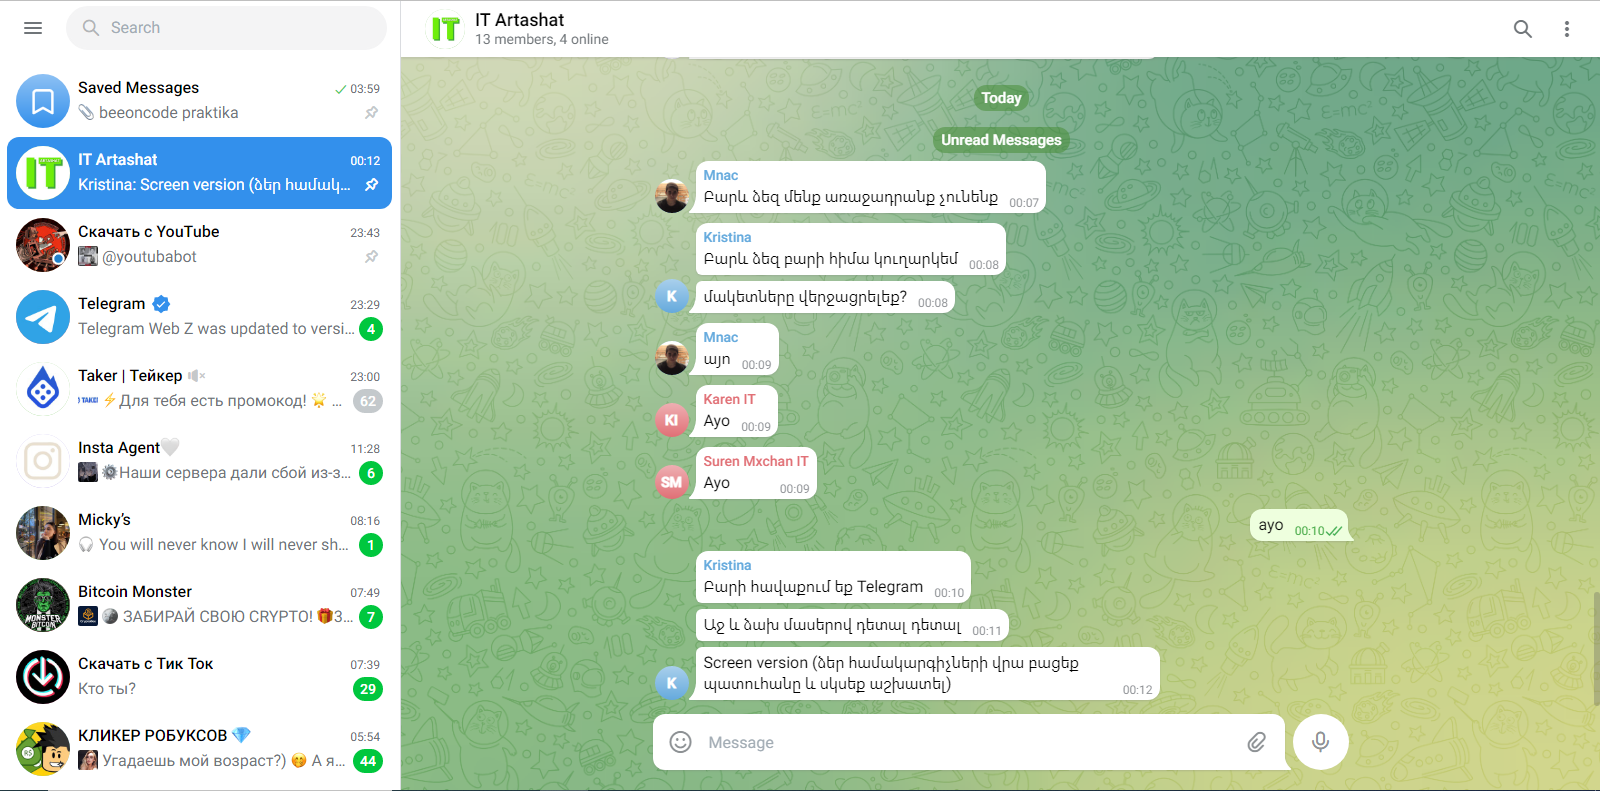 Search
Saved Messages
03:59
beeoncode praktika
IT Artashat
00:12
Kristina: Screen version (ձեր համակ...
Скачать с YouTube
23:43
@youtubabot
Telegram
23:29
Telegram Web Z was updated to versi...
4
Taker | Тейкер
23:00
⚡Для тебя есть промокод! 🌟 ...
62
Insta Agent🤍
11:28
⚙️Наши сервера дали сбой из-з...
6
Micky’s
08:16
🎧 You will never know I will never sh...
1
Bitcoin Monster
07:49
ЗАБИРАЙ СВОЮ CRYPTO! 🎁З...
7
Скачать с Тик Ток
07:39
Кто ты?
29
КЛИКЕР РОБУКСОВ 💎
05:54
Угадаешь мой возраст?) 🤭 А я...
44
IT
IT Artashat
13 members, 4 online
Today
Unread Messages
Mnac
Բարև ձեզ մենք առաջադրանք չունենք 00:07
Kristina
Բարև ձեզ բարի հիմա կուղարկեմ 00:08
K
մակետները վերջացրելեք? 00:08
Mnac
այո 00:09
Karen IT
KI
Ayo 00:09
Suren Mxchan IT
SM
Ayo 00:09
ayo 00:10
Kristina
Բարի հավաքում եք Telegram 00:10
Աջ և ձախ մասերով դետալ դետալ 00:11
Screen version (ձեր համակարգիչների վրա բացեք
K
պատուհանը և սկսեք աշխատել) 00:12
Message